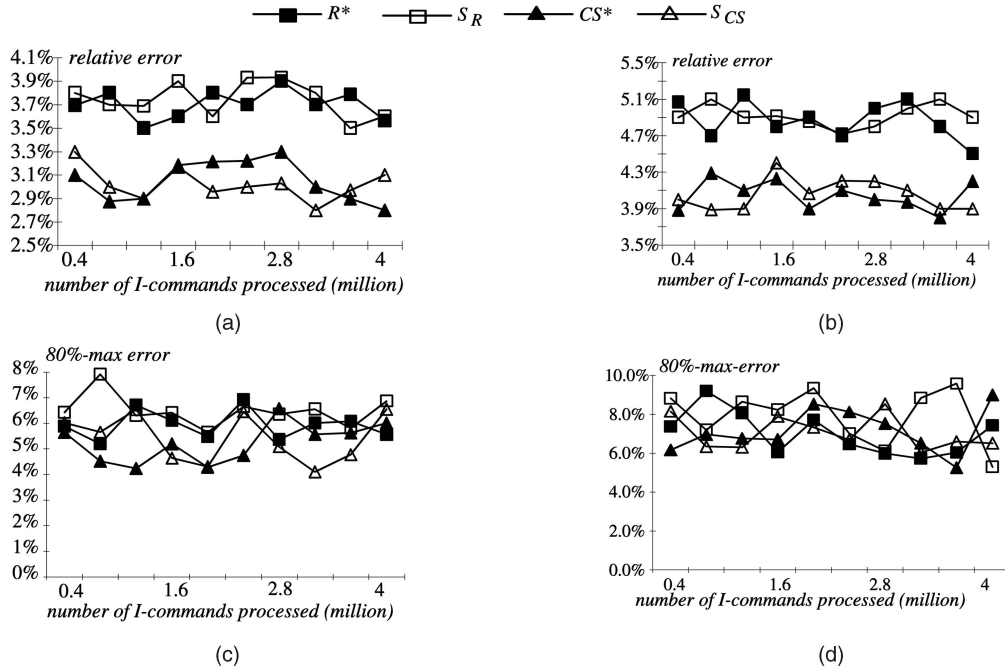 R* S R CS* S CS
relative error
4.1%
3.9%
3.7%
3.5%
3.3%
3.1%
2.9%
2.7%
2.5%
0.4 1.6 2.8 4
number of I-commands processed (million)
(a)
relative error
5.5%
5.1%
4.7%
4.3%
3.9%
3.5%
0.4 1.6 2.8 4
number of I-commands processed (million)
(b)
80%-max error
8%
7%
6%
5%
4%
3%
2%
1%
0%
0.4 1.6 2.8 4
number of I-commands processed (million)
(c)
80%-max-error
10.0%
8.0%
6.0%
4.0%
2.0%
0.0%
0.4 1.6 2.8 4
number of I-commands processed (million)
(d)